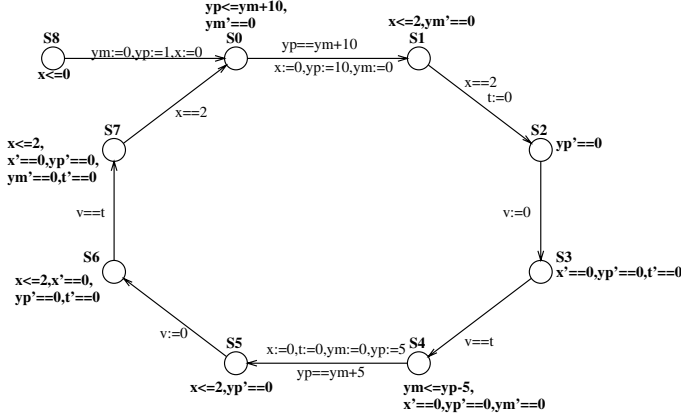 yp<=ym+10,
ym'==0
S8
ym:=0,yp:=1,x:=0
x<=0
S0
yp==ym+10
x:=0,yp:=10,ym:=0
x<=2,ym'==0
S1
x==2
t:=0
S2
yp'==0
x==2
S7
x<=2,
x'==0,yp'==0,
ym'==0,t'==0
v==t
v:=0
S6
x<=2,x'==0,
yp'==0,t'==0
S3
x'==0,yp'==0,t'==0
v:=0
v==t
S5
x<=2,yp'==0
x:=0,t:=0,ym:=0,yp:=5
yp==ym+5
S4
ym<=yp-5,
x'==0,yp'==0,ym'==0